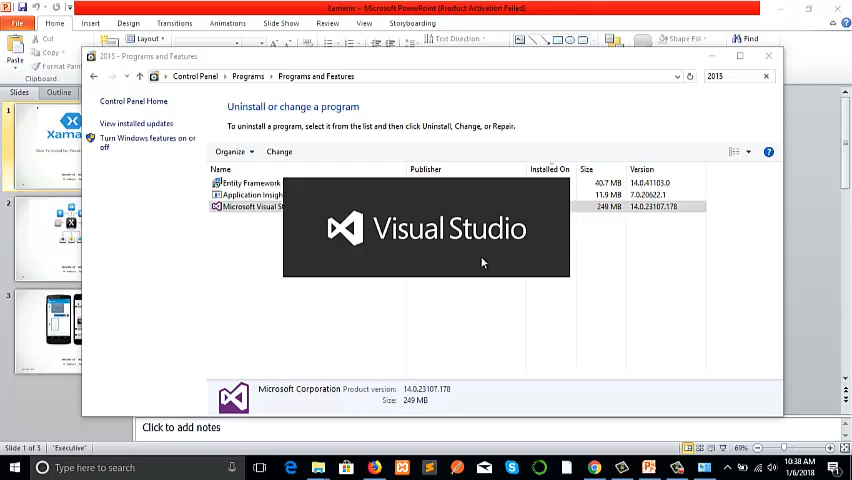 Xamarin - Microsoft PowerPoint (Product Activation Failed)
File Home Insert Design Transitions Animations Slide Show Review View Storyboarding
Cut
Copy
Format Pain
Paste
Clipboard
Layout
Text Direction
Shape Fill
Find
2015 - Programs and Features
Control Panel Programs Programs and Features
2015
Control Panel Home
View installed updates
Turn Windows features on or
off
Uninstall or change a program
To uninstall a program, select it from the list and then click Uninstall, Change, or Repair.
Organize Change
Name Publisher Installed On Size Version
Entity Framework 40.7 MB 14.0.41103.0
Application Insigh 11.9 MB 7.0.20622.1
Microsoft Visual S 249 MB 14.0.23107.178
Visual Studio
Microsoft Corporation Product version: 14.0.23107.178
Size: 249 MB
Slides Outline
1
Xama
2
3
Click to add notes
Slide 1 of 3 "Executive" 69%
Type here to search
10:38 AM
1/6/2018